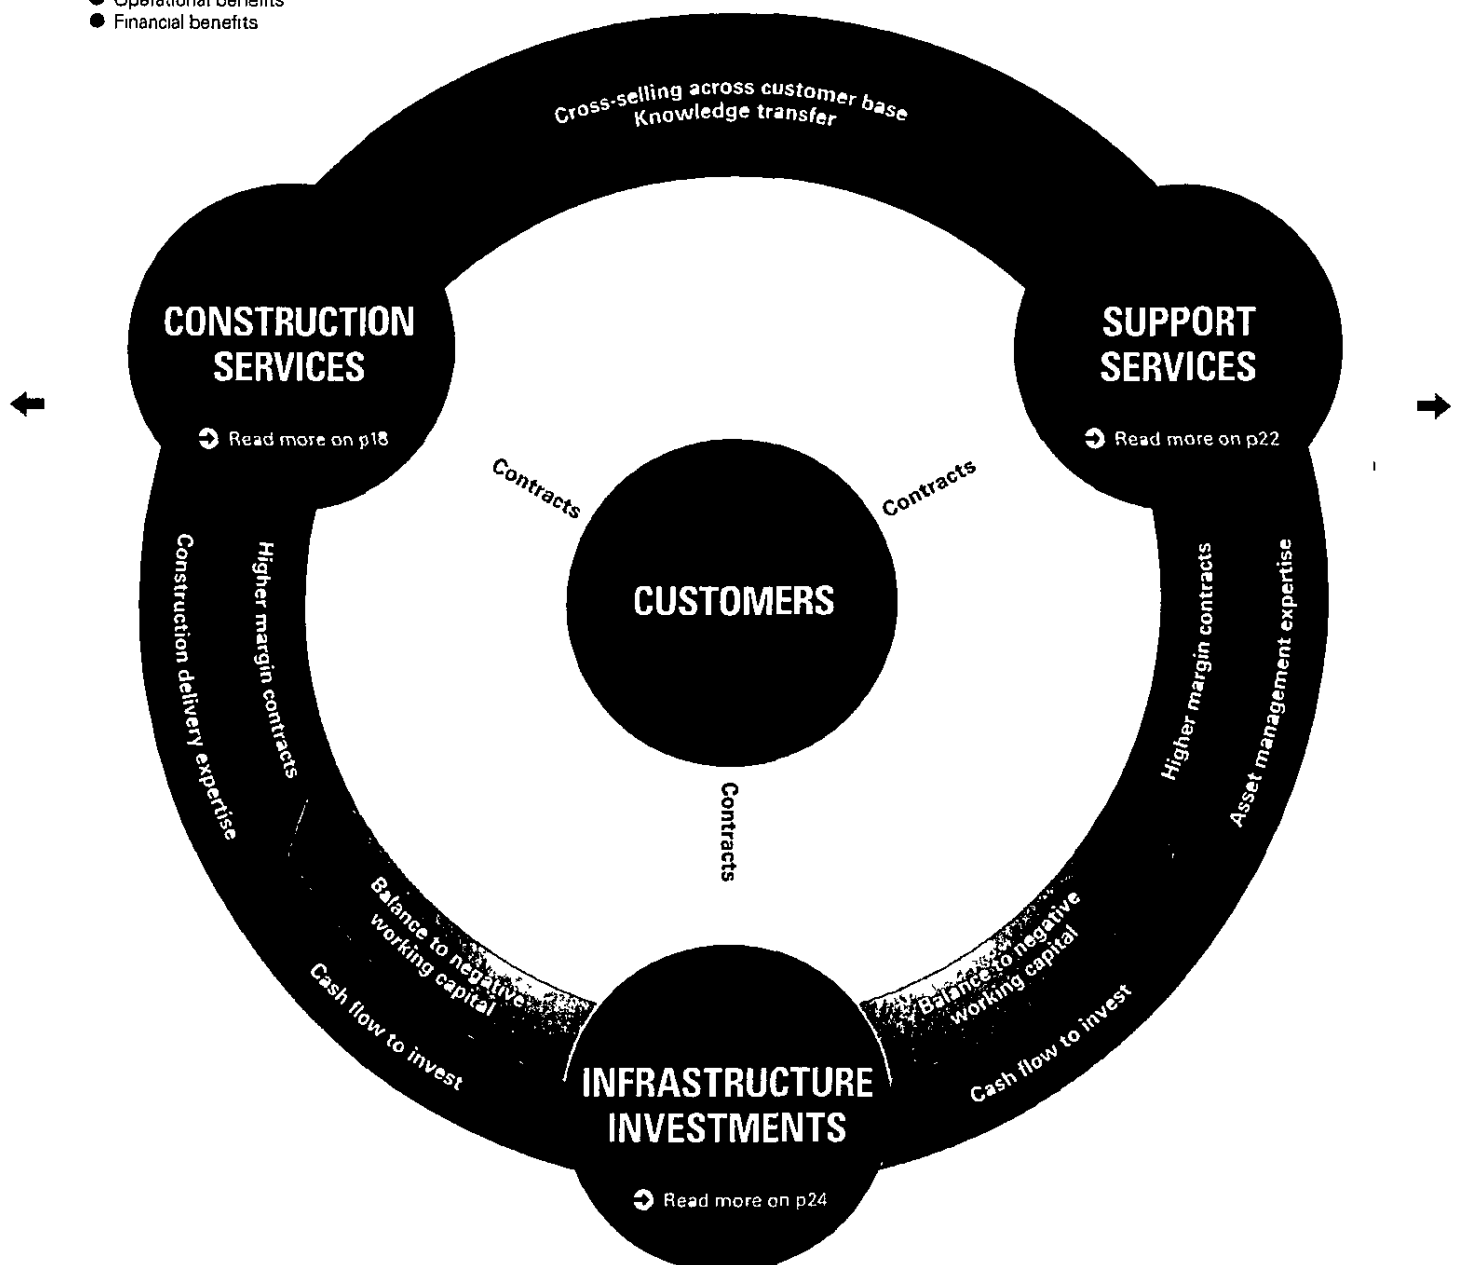 Operational benefits
Financial benefits
Cross-selling across customer base
Knowledge transfer
CONSTRUCTION
SERVICES
Read more on p18
SUPPORT
SERVICES
Read more on p22
Contracts
Contracts
CUSTOMERS
Contracts
Construction delivery expertise
Higher margin contracts
Higher margin contracts
Asset management expertise
Balance to negative
working capital
Cash flow to invest
Balance to negative
working capital
Cash flow to invest
INFRASTRUCTURE
INVESTMENTS
Read more on p24